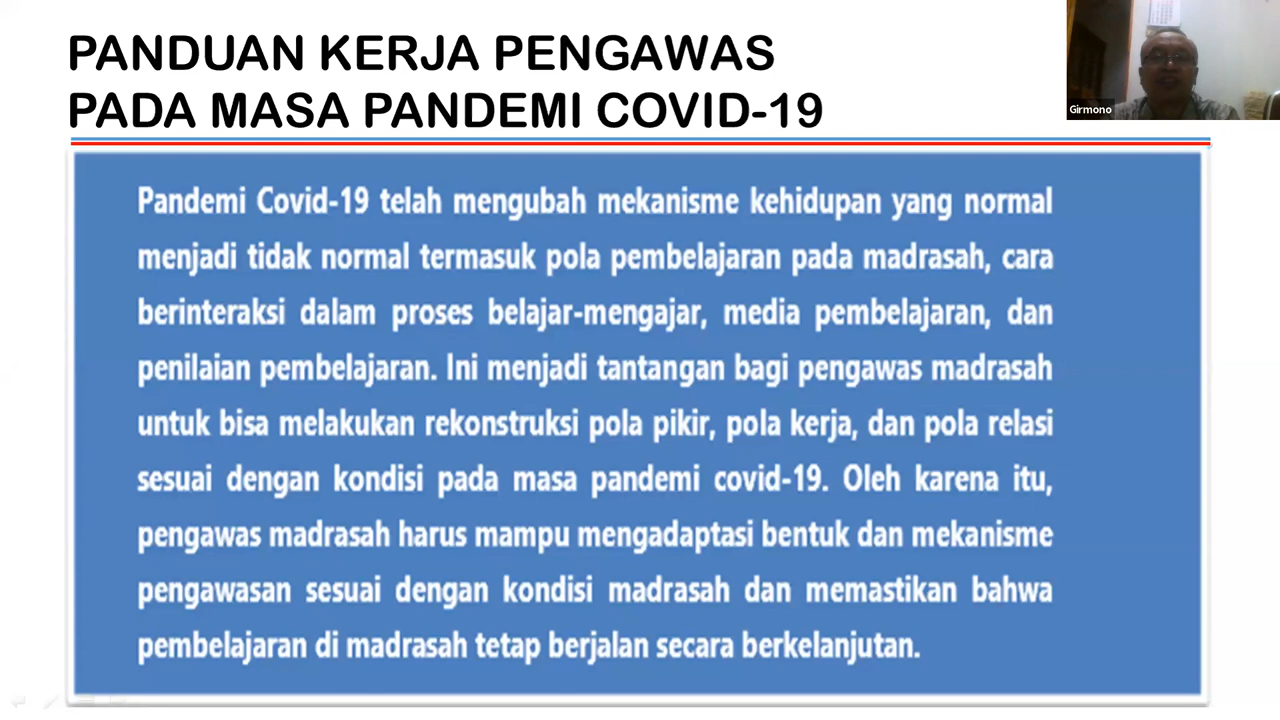 PANDUAN KERJA PENGAWAS
PADA MASA PANDEMI COVID-19
Girmono
Pandemi Covid-19 telah mengubah mekanisme kehidupan yang normal
menjadi tidak normal termasuk pola pembelajaran pada madrasah, cara
berinteraksi dalam proses belajar-mengajar, media pembelajaran, dan
penilaian pembelajaran. Ini menjadi tantangan bagi pengawas madrasah
untuk bisa melakukan rekonstruksi pola pikir, pola kerja, dan pola relasi
sesuai dengan kondisi pada masa pandemi covid-19. Oleh karena itu,
pengawas madrasah harus mampu mengadaptasi bentuk dan mekanisme
pengawasan sesuai dengan kondisi madrasah dan memastikan bahwa
pembelajaran di madrasah tetap berjalan secara berkelanjutan.